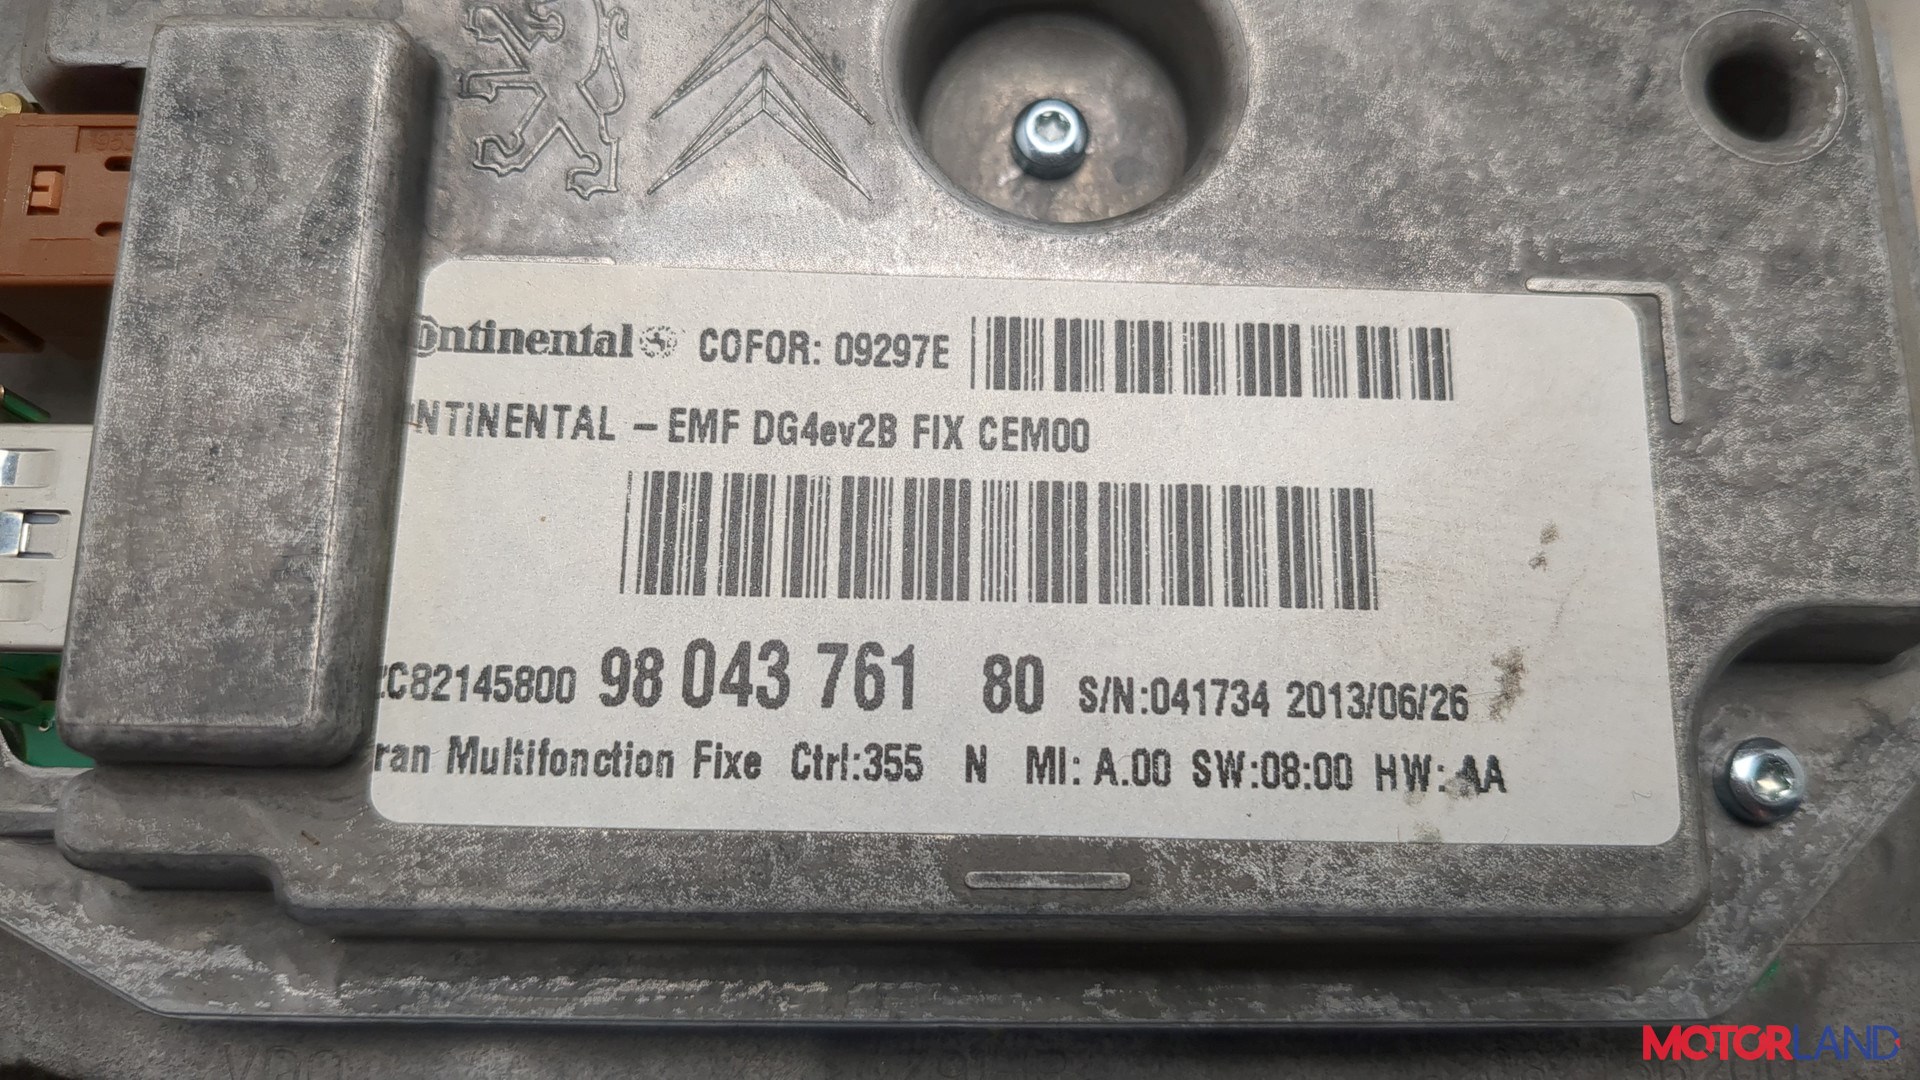 ontinental COFOR: 09297E
NTINENTAL – EMF DG4ev2B FIX CEM00
C82145800 98 043 761 80 S/N:041734 2013/06/26
ran Multifonction Fixe Ctrl:355 N MI: A.00 SW:08:00 HW: AA
MOTORLAND